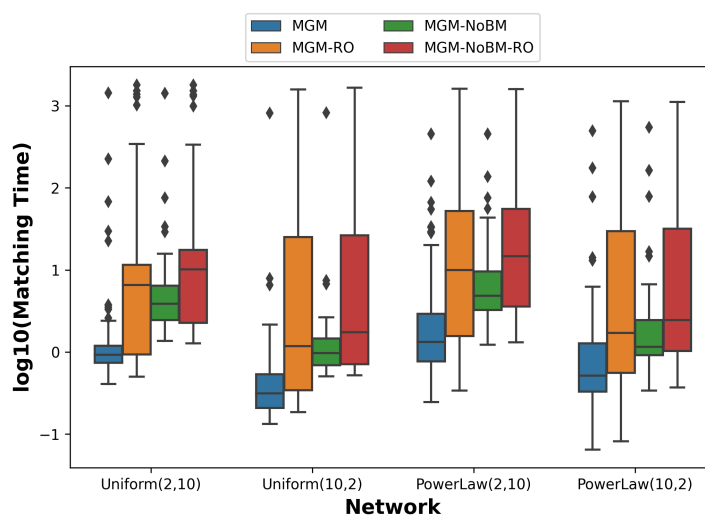 MGM MGM-NoBM
MGM-RO MGM-NoBM-RO
log10(Matching Time)
3
2
1
0
−1
Uniform(2,10) Uniform(10,2) PowerLaw(2,10) PowerLaw(10,2)
Network